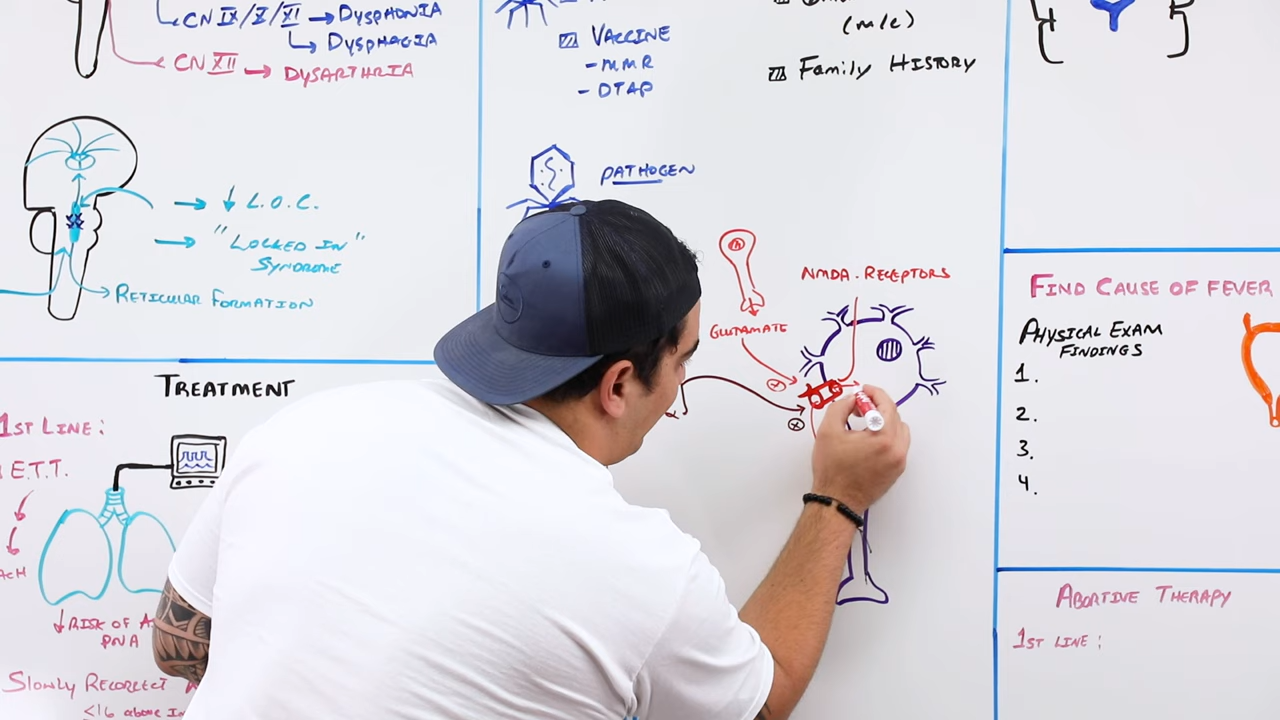 CN IX/X/XI → DYSPHONIA
↳ DYSPHAGIA
CN XII → DYSARTHRIA
→ ↓ L.O.C.
→ "LOCKED IN"
SYNDROME
RETICULAR FORMATION
TREATMENT
1ST LINE:
E.T.T.
↓ RISK OF
PNA
SLOWLY RECORRECT
VACCINE
- MMR
- DTAP
(M/C)
FAMILY HISTORY
PATHOGEN
NMDA-RECEPTORS
GLUTAMATE
FIND CAUSE OF FEVER
PHYSICAL EXAM
FINDINGS
1.
2.
3.
4.
ABORTIVE THERAPY
1ST LINE: